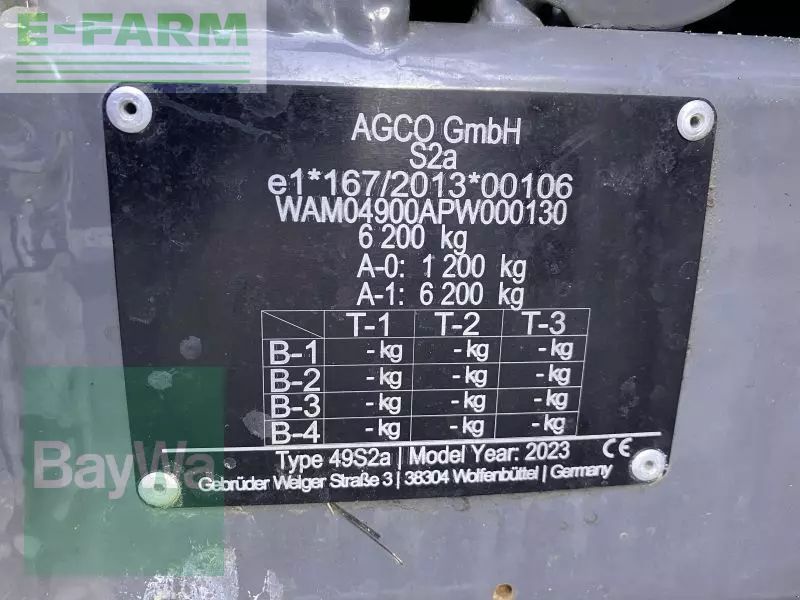 E-FARM
AGCO GmbH
S2a
e1*167/2013*00106
WAM04900APW000130
6 200 kg
A-0: 1 200 kg
A-1: 6 200 kg
T-1 T-2 T-3
B-1 - kg - kg - kg
B-2 - kg - kg - kg
B-3 - kg - kg - kg
B-4 - kg - kg - kg
Type 49S2a | Model Year: 2023 CE
Gebrüder Welger Straße 3 | 38304 Wolfenbüttel | Germany
BayWa